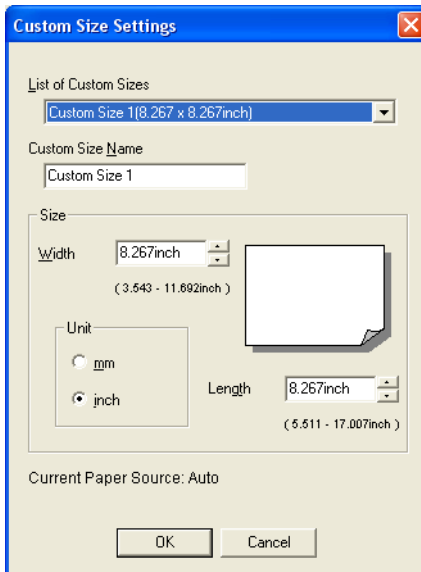 Custom Size Settings
List of Custom Sizes
Custom Size 1(8.267 x 8.267inch)
Custom Size Name
Custom Size 1
Size
Width 8.267inch
( 3.543 - 11.692inch )
Unit
mm
inch
Length 8.267inch
( 5.511 - 17.007inch )
Current Paper Source: Auto
OK Cancel